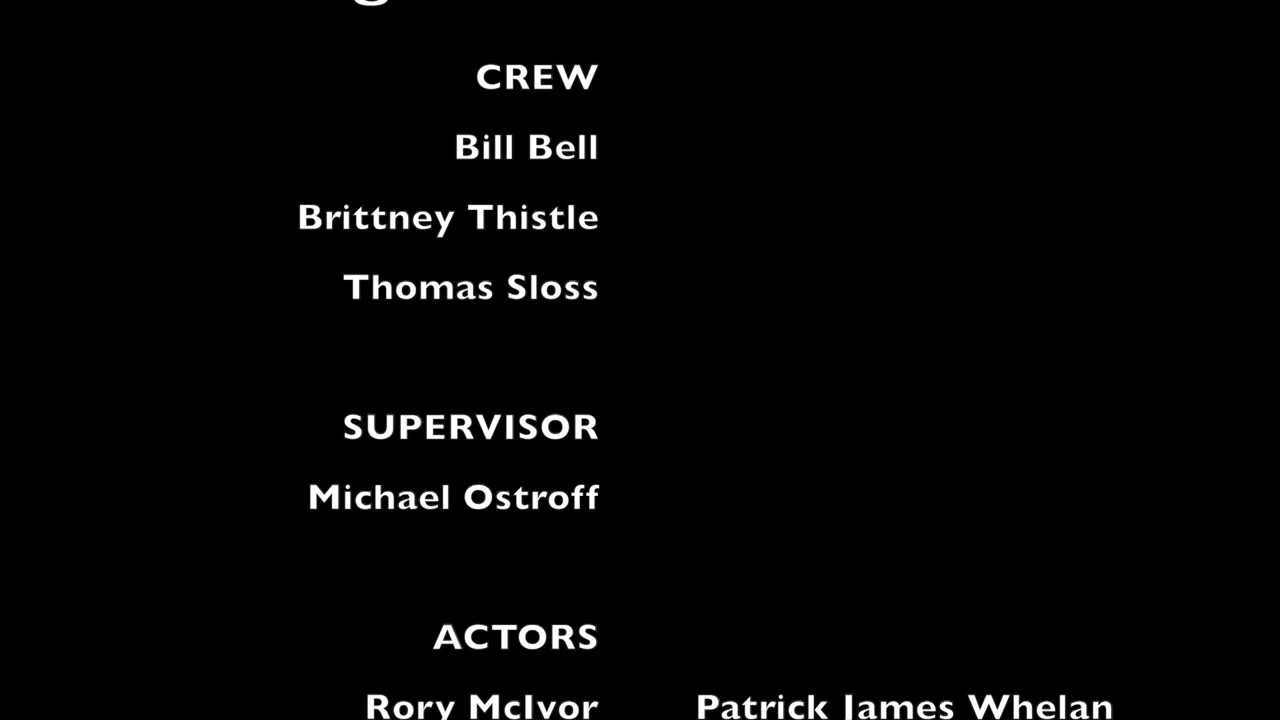 CREW
Bill Bell
Brittney Thistle
Thomas Sloss
SUPERVISOR
Michael Ostroff
ACTORS
Rory McIvor Patrick James Whelan